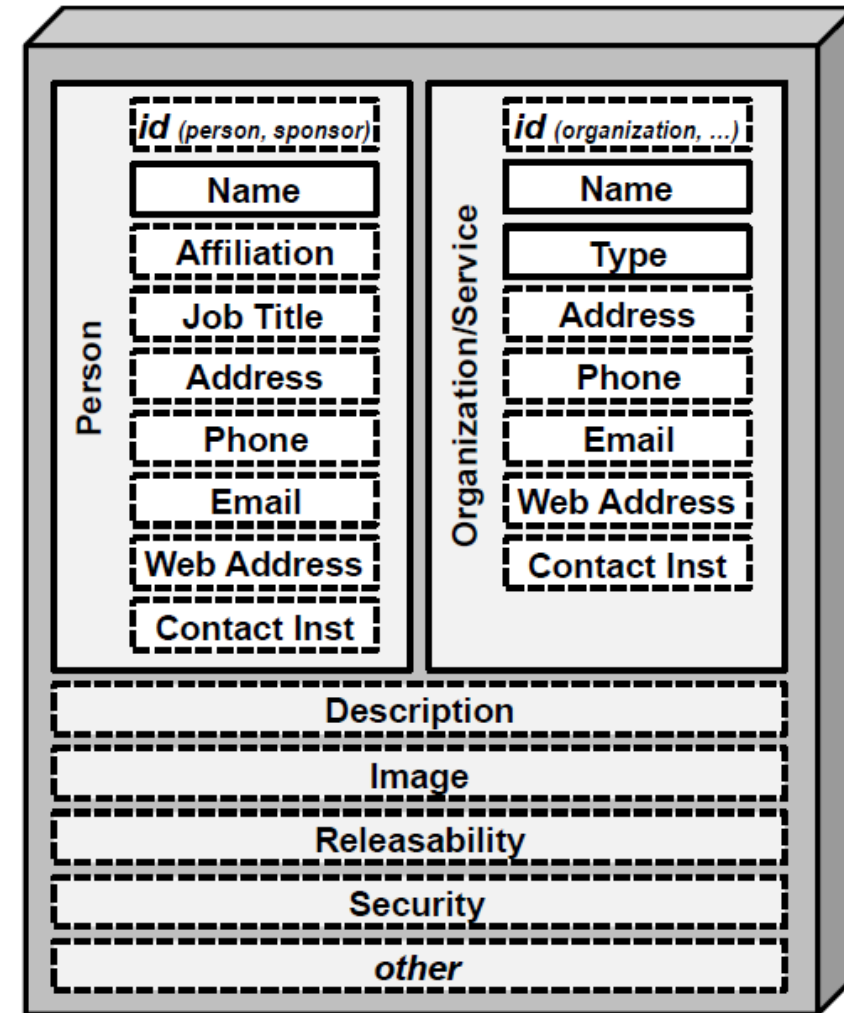 Person
id (person, sponsor)
Name
Affiliation
Job Title
Address
Phone
Email
Web Address
Contact Inst
Organization/Service
id (organization, ...)
Name
Type
Address
Phone
Email
Web Address
Contact Inst
Description
Image
Releasability
Security
other